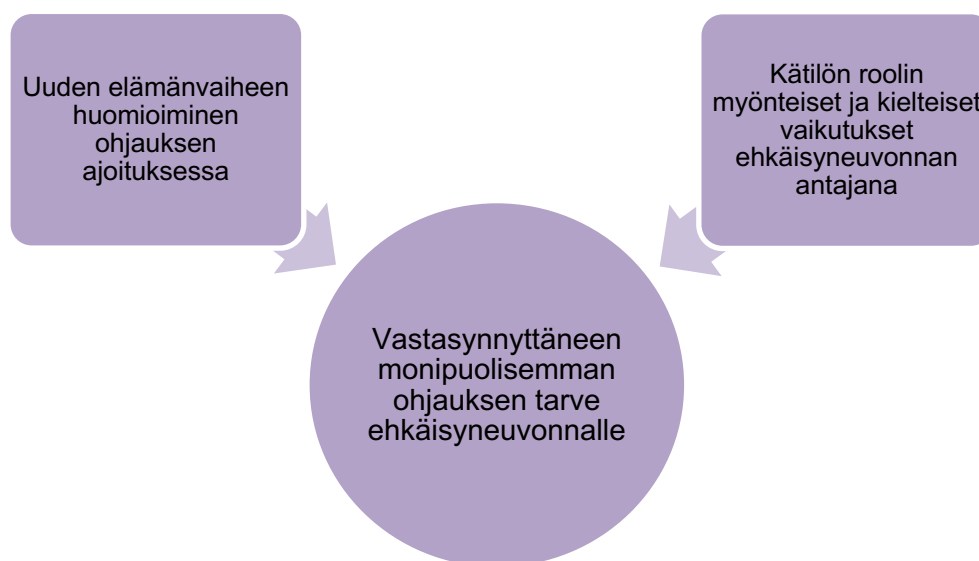 Uuden elämänvaiheen
huomioiminen
ohjauksen
ajoituksessa
Kätilön roolin
myönteiset ja kielteiset
vaikutukset
ehkäisyneuvonnan
antajana
Vastasynnyttäneen
monipuolisemman
ohjauksen tarve
ehkäisyneuvonnalle